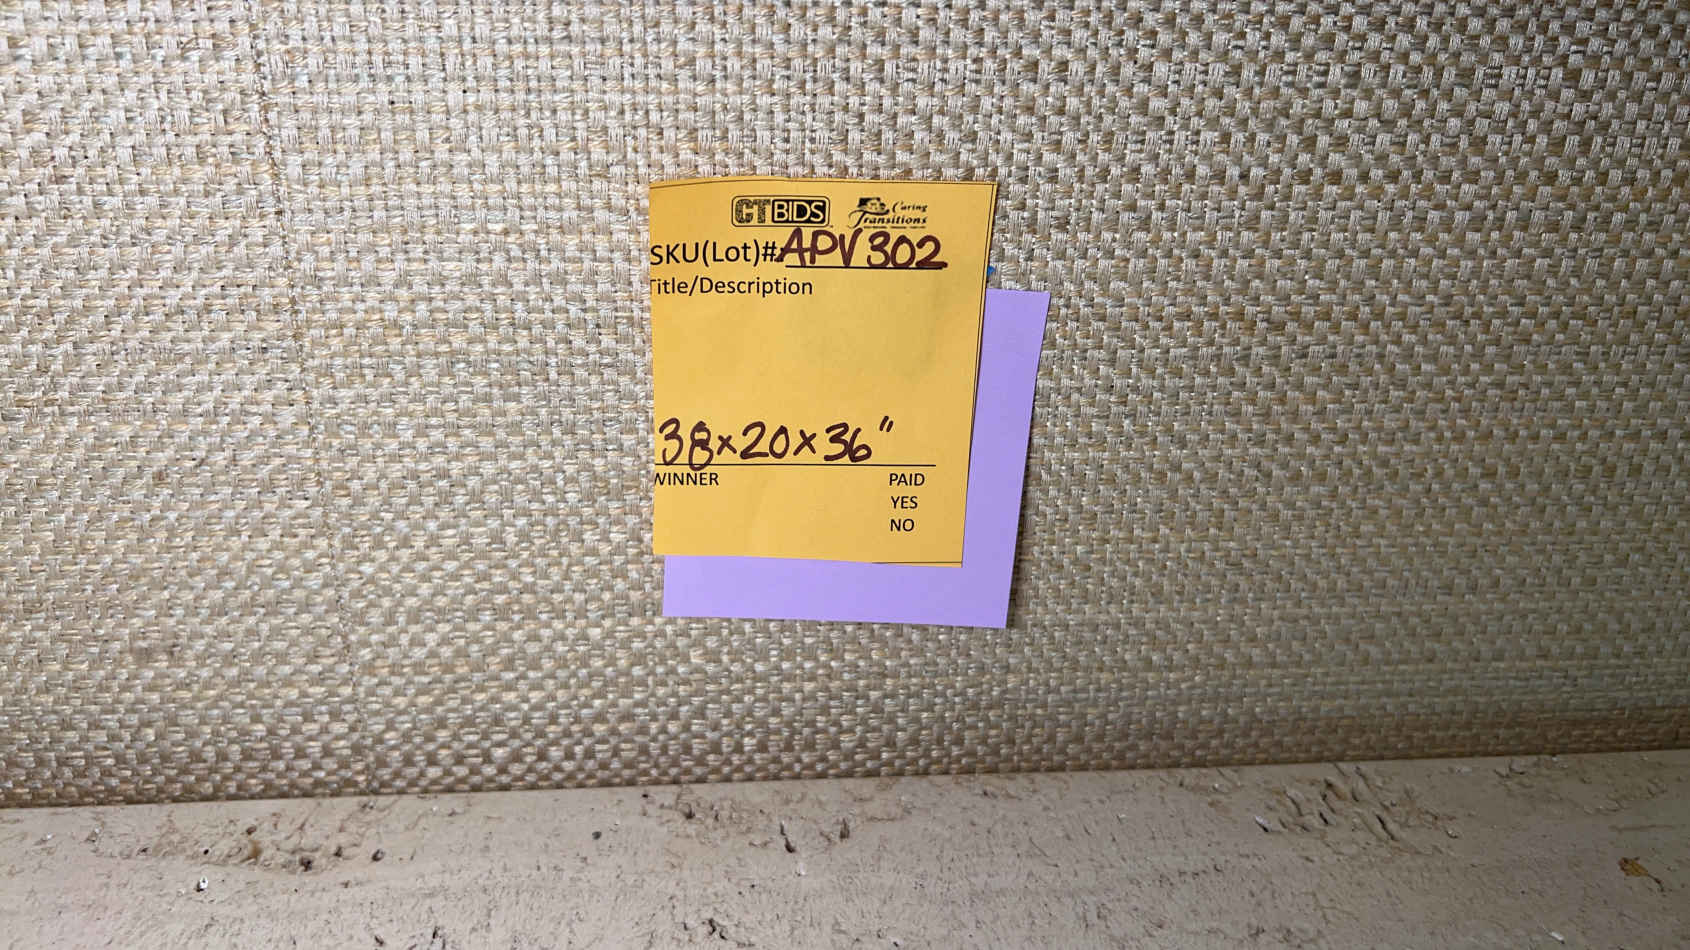 CTBIDS
Caring
Transitions
SKU(Lot)# APV302
Title/Description
38x20x36"
WINNER PAID
YES
NO